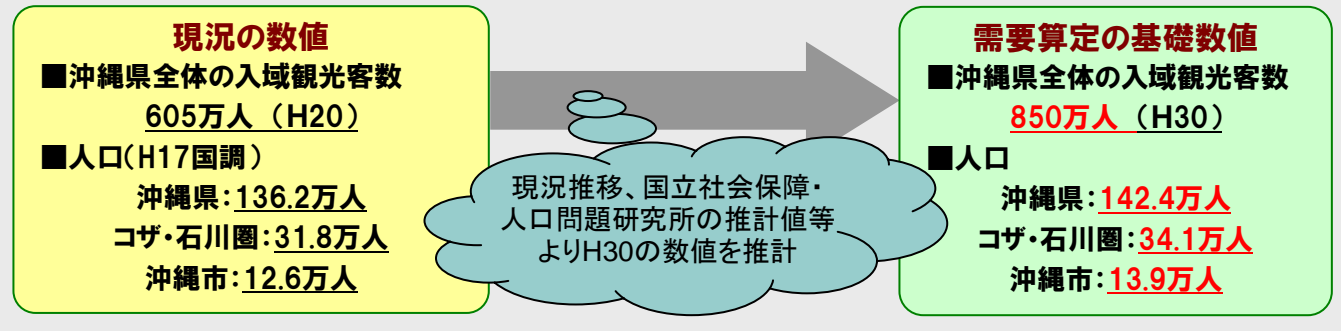 現況の数値
■沖縄県全体の入域観光客数
605万人（H20）
■人口(H17国調）
沖縄県：136.2万人
コザ・石川圏：31.8万人
沖縄市：12.6万人
現況推移、国立社会保障・
人口問題研究所の推計値等
よりH30の数値を推計
需要算定の基礎数値
■沖縄県全体の入域観光客数
850万人（H30）
■人口
沖縄県：142.4万人
コザ・石川圏：34.1万人
沖縄市：13.9万人